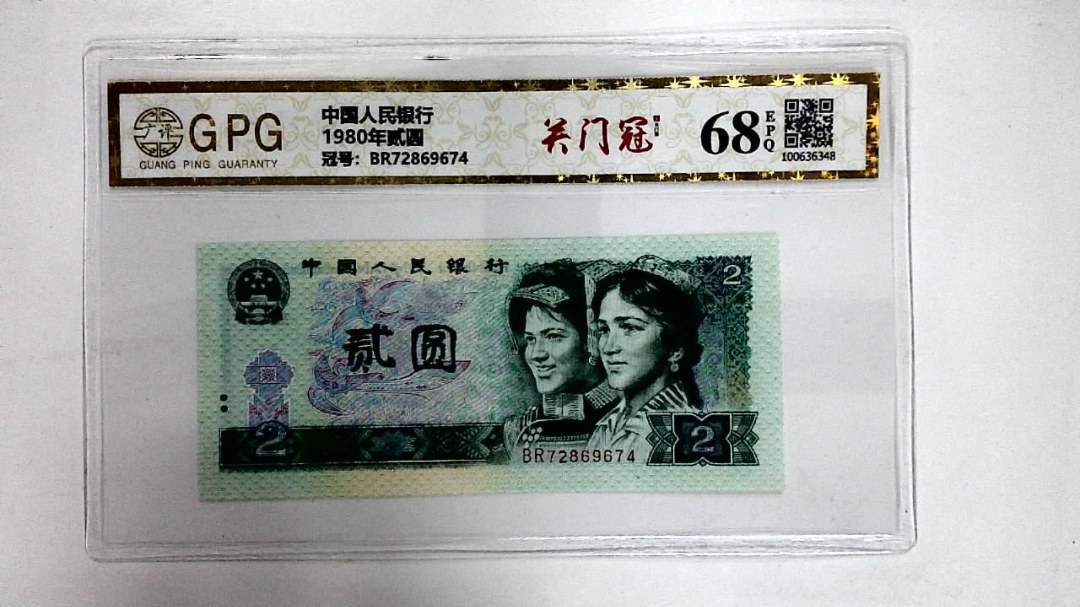 广评
GPG
GUANG PING GUARANTY
中国人民银行
1980年贰圆
冠号: BR72869674
关门冠
68
EPQ
100636348
中国人民银行
2
贰圆
2
2
BR72869674